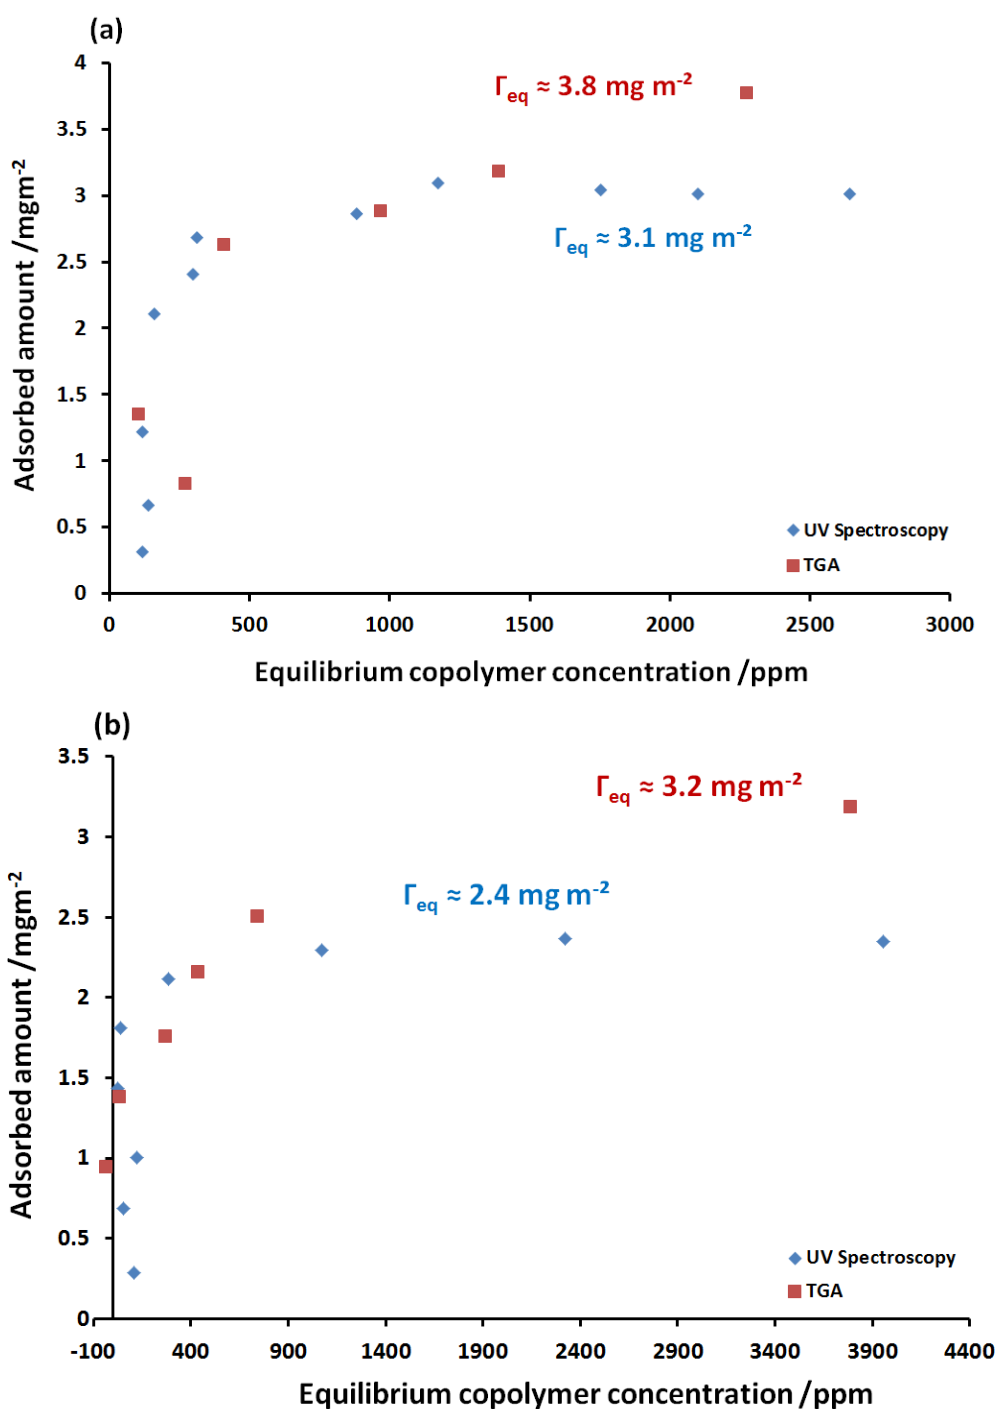 (a)
4
Γeq ≈ 3.8 mg m⁻²
3.5
3
Γeq ≈ 3.1 mg m⁻²
2.5
2
1.5
1
0.5
0
Adsorbed amount /mgm⁻²
UV Spectroscopy
TGA
0 500 1000 1500 2000 2500 3000
Equilibrium copolymer concentration /ppm
(b)
3.5
Γeq ≈ 3.2 mg m⁻²
3
Γeq ≈ 2.4 mg m⁻²
2.5
2
1.5
1
0.5
0
Adsorbed amount /mgm⁻²
UV Spectroscopy
TGA
-100 400 900 1400 1900 2400 2900 3400 3900 4400
Equilibrium copolymer concentration /ppm